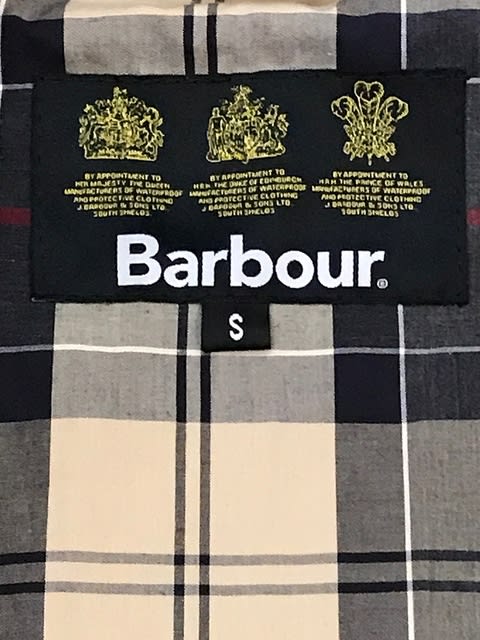 BY APPOINTMENT TO
HER MAJESTY THE QUEEN
MANUFACTURERS OF WATERPROOF
AND PROTECTIVE CLOTHING
J. BARBOUR & SONS LTD.
SOUTH SHIELDS
BY APPOINTMENT TO
H.R.H. THE DUKE OF EDINBURGH
MANUFACTURERS OF WATERPROOF
AND PROTECTIVE CLOTHING
J. BARBOUR & SONS LTD
SOUTH SHIELDS
BY APPOINTMENT TO
H.R.H. THE PRINCE OF WALES
MANUFACTURERS OF WATERPROOF
AND PROTECTIVE CLOTHING
J. BARBOUR & SONS LTD.
SOUTH SHIELDS
Barbour®
S